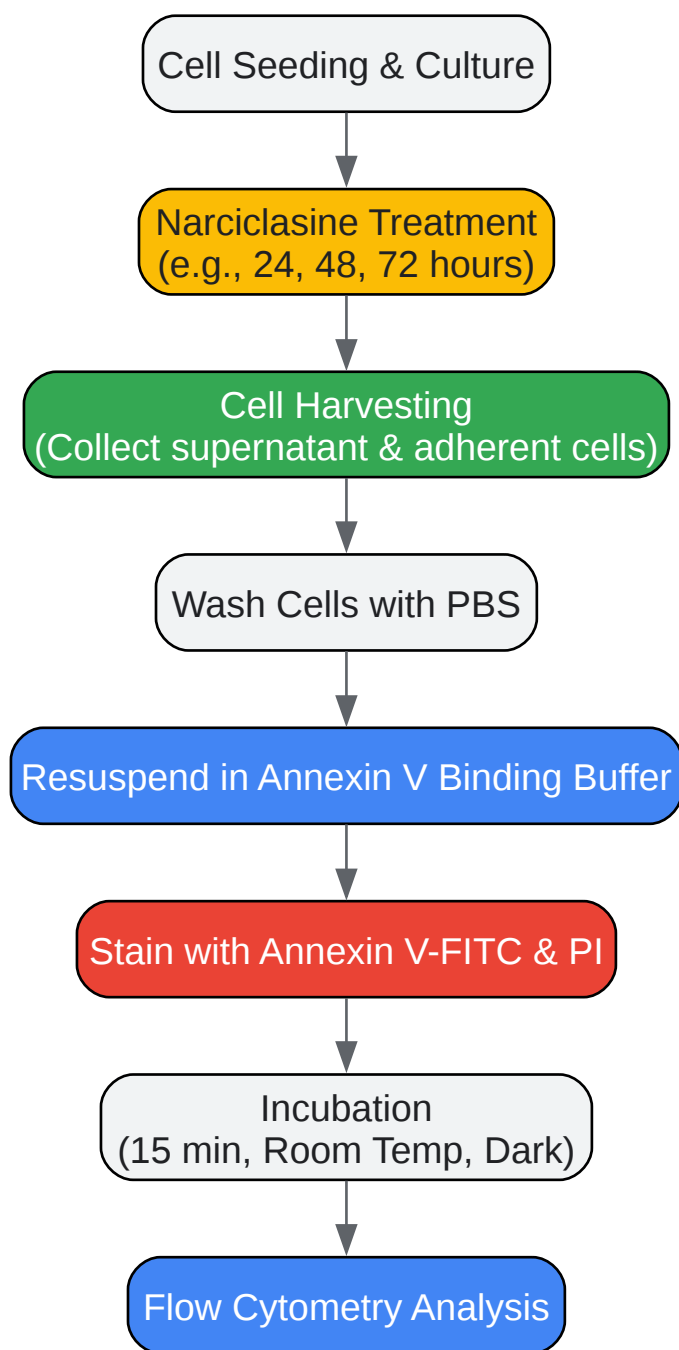 Cell Seeding & Culture
Narciclasine Treatment
(e.g., 24, 48, 72 hours)
Cell Harvesting
(Collect supernatant & adherent cells)
Wash Cells with PBS
Resuspend in Annexin V Binding Buffer
Stain with Annexin V-FITC & PI
Incubation
(15 min, Room Temp, Dark)
Flow Cytometry Analysis